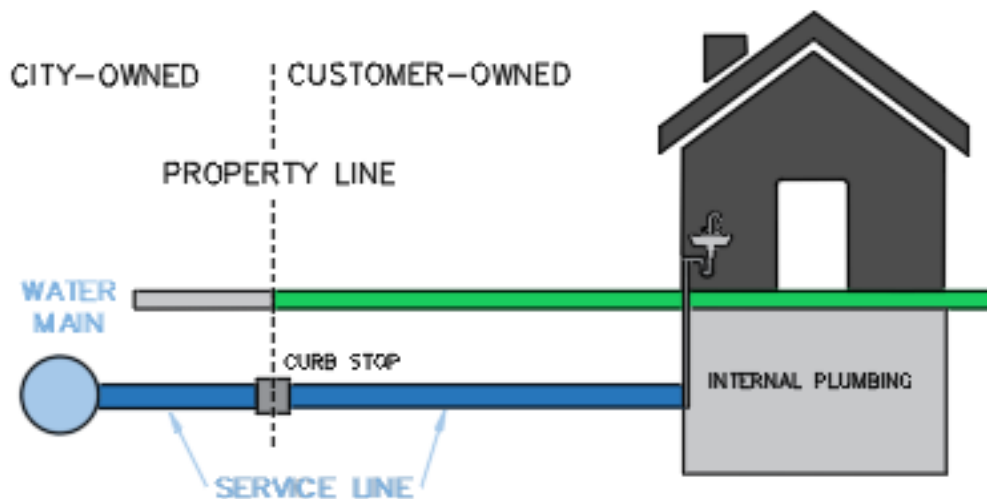 CITY-OWNED
CUSTOMER-OWNED
PROPERTY LINE
WATER
MAIN
CURB STOP
INTERNAL PLUMBING
SERVICE LINE